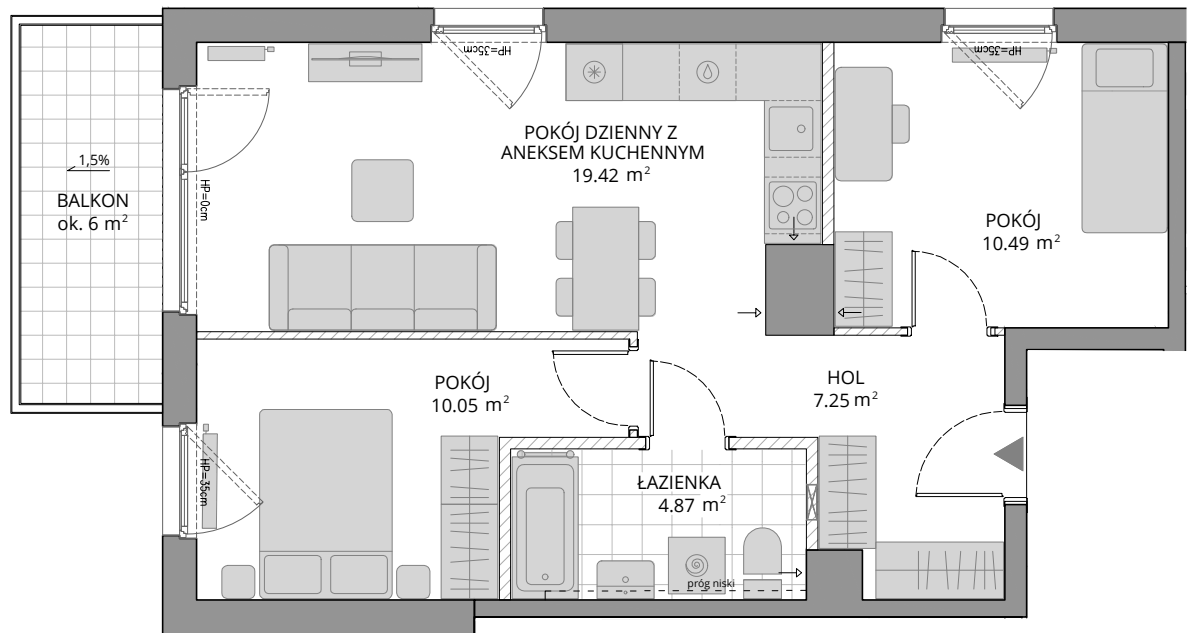 HP=35cm
HP=35cm
POKÓJ DZIENNY Z
ANEKSEM KUCHENNYM
19.42 m²
1,5%
BALKON
ok. 6 m²
HP=0cm
POKÓJ
10.49 m²
POKÓJ
10.05 m²
HOL
7.25 m²
HP=35cm
ŁAZIENKA
4.87 m²
próg niski